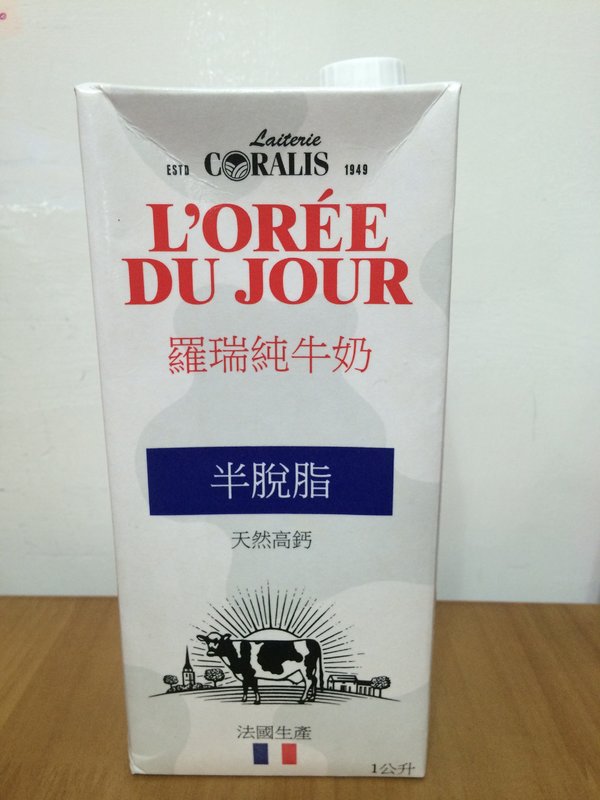 Laiterie
ESTD CORALIS 1949
L'ORÉE
DU JOUR
羅瑞純牛奶
半脫脂
天然高鈣
法國生產
1公升